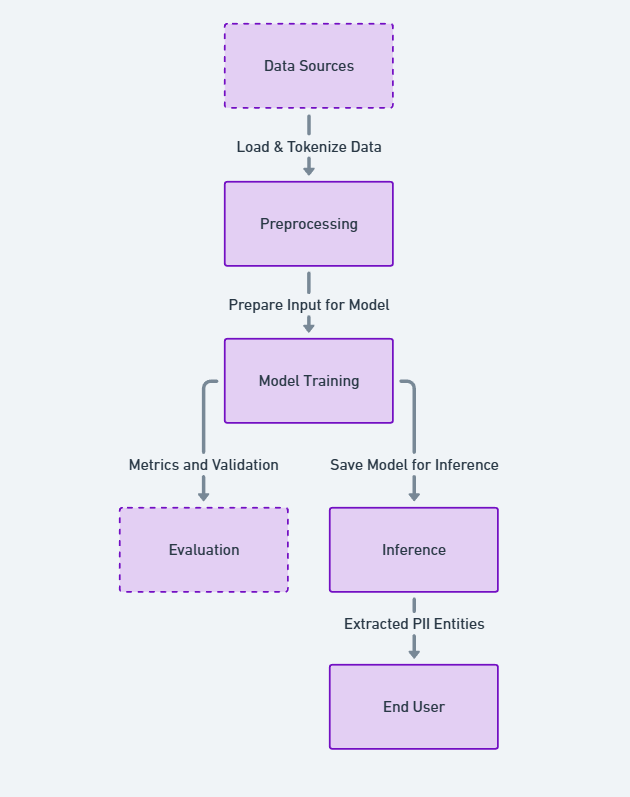 Data Sources
Load & Tokenize Data
Preprocessing
Prepare Input for Model
Model Training
Metrics and Validation
Save Model for Inference
Evaluation
Inference
Extracted PII Entities
End User